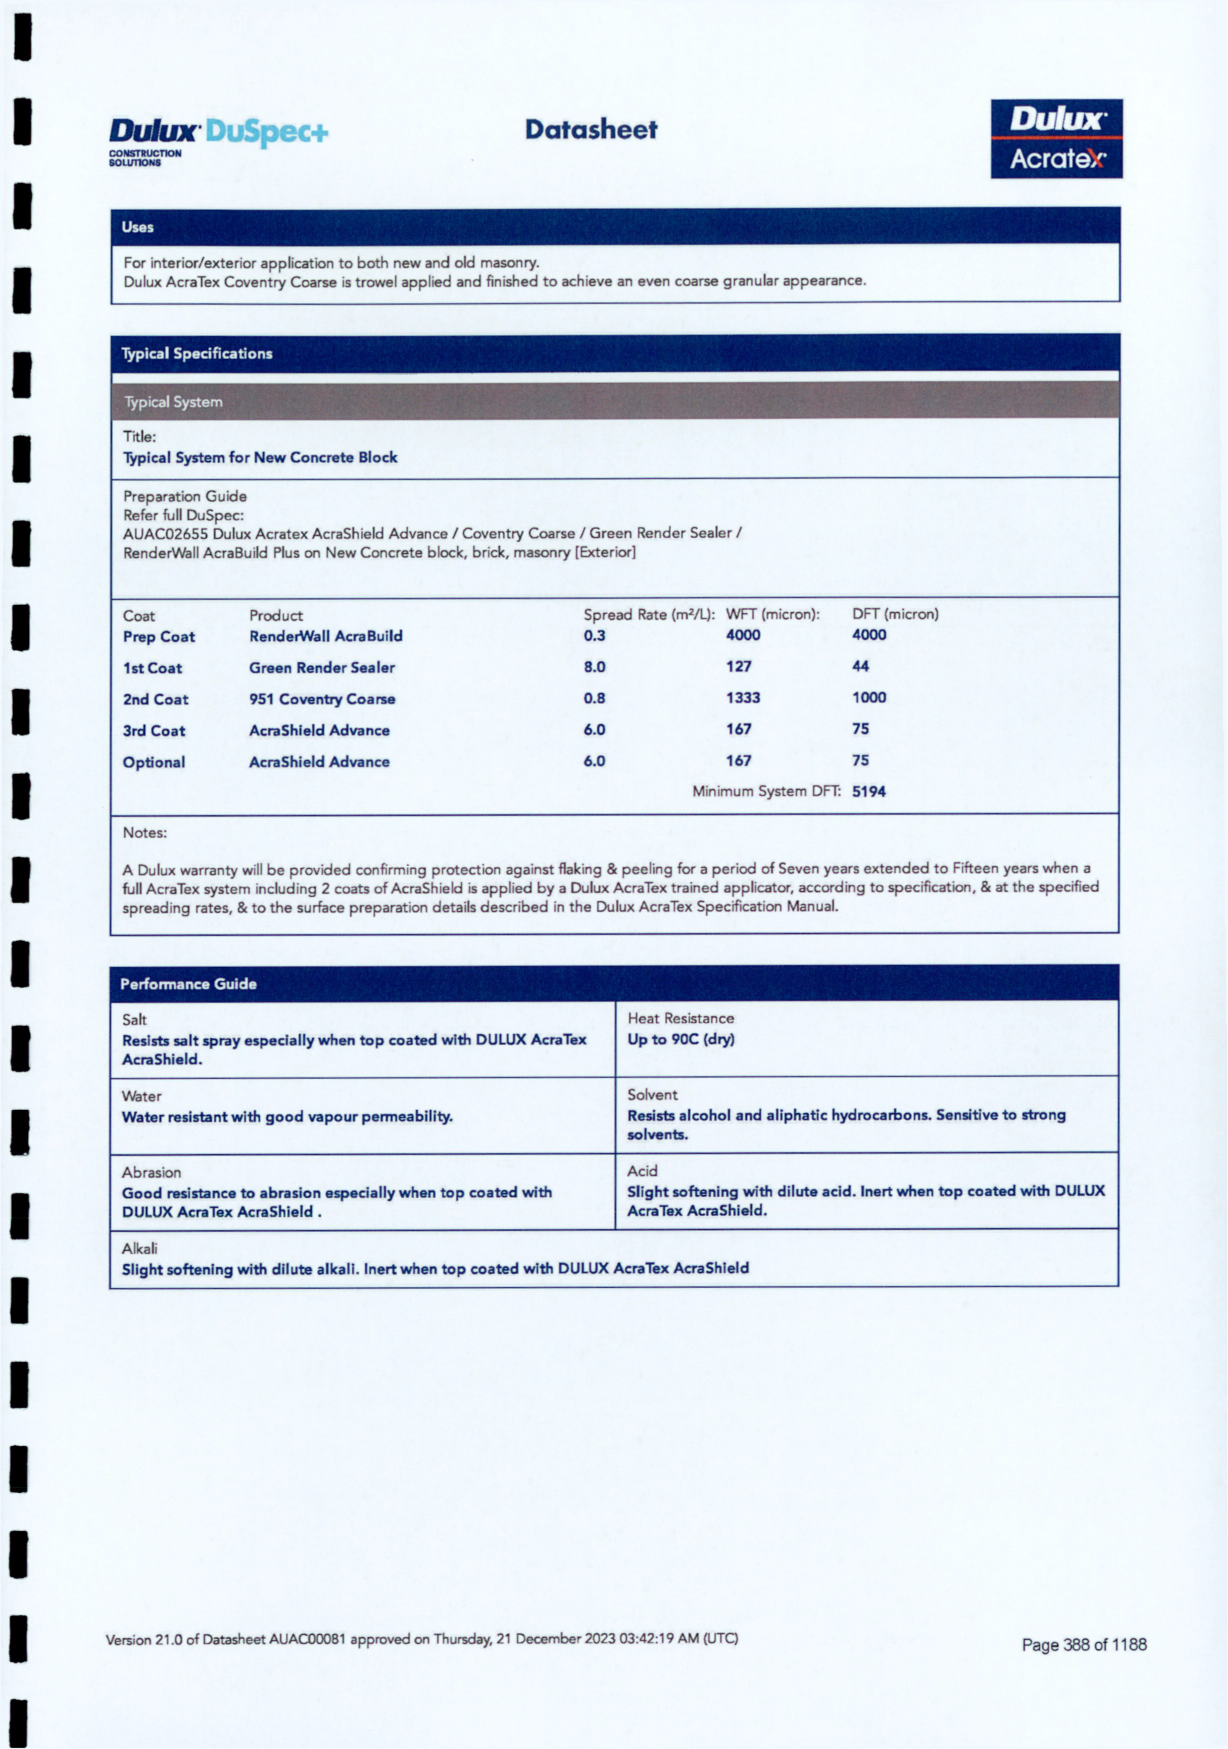 Dulux DuSpec+
CONSTRUCTION
SOLUTIONS
Datasheet
Dulux
Acratex
Uses
For interior/exterior application to both new and old masonry.
Dulux AcraTex Coventry Coarse is trowel applied and finished to achieve an even coarse granular appearance.
Typical Specifications
Typical System
Title:
Typical System for New Concrete Block
Preparation Guide
Refer full DuSpec:
AUAC02655 Dulux Acratex AcraShield Advance / Coventry Coarse / Green Render Sealer /
RenderWall AcraBuild Plus on New Concrete block, brick, masonry [Exterior]
Coat Product Spread Rate (m²/L): WFT (micron): DFT (micron)
Prep Coat RenderWall AcraBuild 0.3 4000 4000
1st Coat Green Render Sealer 8.0 127 44
2nd Coat 951 Coventry Coarse 0.8 1333 1000
3rd Coat AcraShield Advance 6.0 167 75
Optional AcraShield Advance 6.0 167 75
Minimum System DFT: 5194
Notes:
A Dulux warranty will be provided confirming protection against flaking & peeling for a period of Seven years extended to Fifteen years when a
full AcraTex system including 2 coats of AcraShield is applied by a Dulux AcraTex trained applicator, according to specification, & at the specified
spreading rates, & to the surface preparation details described in the Dulux AcraTex Specification Manual.
Performance Guide
Salt
Resists salt spray especially when top coated with DULUX AcraTex
AcraShield.
Heat Resistance
Up to 90C (dry)
Water
Water resistant with good vapour permeability.
Solvent
Resists alcohol and aliphatic hydrocarbons. Sensitive to strong
solvents.
Abrasion
Good resistance to abrasion especially when top coated with
DULUX AcraTex AcraShield .
Acid
Slight softening with dilute acid. Inert when top coated with DULUX
AcraTex AcraShield.
Alkali
Slight softening with dilute alkali. Inert when top coated with DULUX AcraTex AcraShield
Version 21.0 of Datasheet AUAC00081 approved on Thursday, 21 December 2023 03:42:19 AM (UTC)
Page 388 of 1188